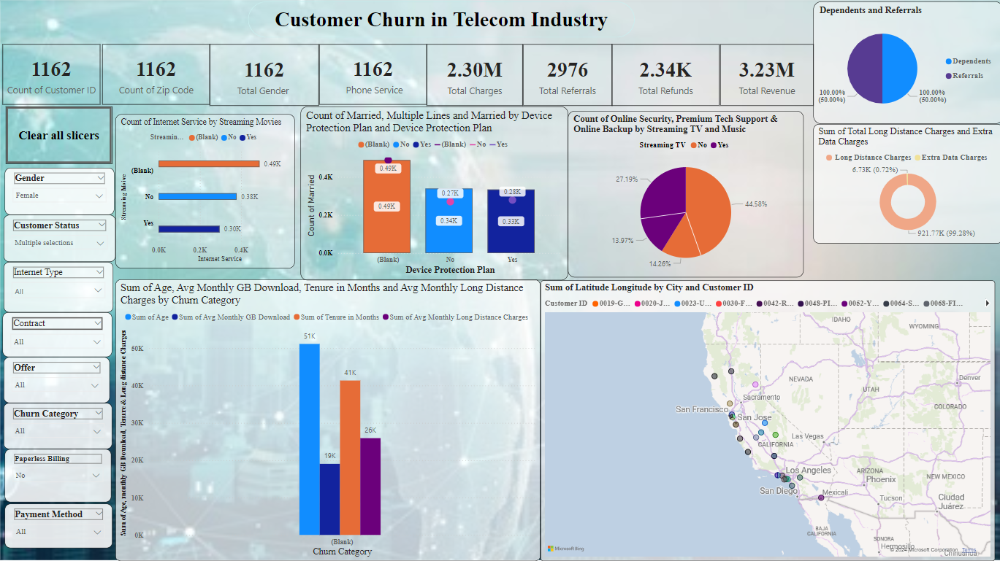 Customer Churn in Telecom Industry
1162
Count of Customer ID
1162
Count of Zip Code
1162
Total Gender
1162
Phone Service
2.30M
Total Charges
2976
Total Referrals
2.34K
Total Refunds
3.23M
Total Revenue
Dependents and Referrals
Dependents
Referrals
100.00%
(50.00%)
100.00%
(50.00%)
Clear all slicers
Gender
Female
Customer Status
Multiple selections
Internet Type
All
Contract
All
Offer
All
Churn Category
All
Paperless Billing
No
Payment Method
All
Count of Internet Service by Streaming Movies
Streamin... (Blank) No Yes
Streaming Movive
(Blank)
0.49K
No
0.38K
Yes
0.30K
0.0K 0.2K 0.4K
Internet Service
Count of Married, Multiple Lines and Married by Device
Protection Plan and Device Protection Plan
(Blank) No Yes (Blank) No Yes
Count of Married
0.4K
0.2K
0.0K
0.49K
0.49K
0.27K
0.34K
0.28K
0.33K
(Blank) No Yes
Device Protection Plan
Count of Online Security, Premium Tech Support &
Online Backup by Streaming TV and Music
Streaming TV No Yes
27.19%
44.58%
13.97%
14.26%
Sum of Total Long Distance Charges and Extra
Data Charges
Long Distance Charges Extra Data Charges
6.73K (0.72%)
921.77K (99.28%)
Sum of Age, Avg Monthly GB Download, Tenure in Months and Avg Monthly Long Distance
Charges by Churn Category
Sum of Age Sum of Avg Monthly GB Download Sum of Tenure in Months Sum of Avg Monthly Long Distance Charges
Sum of Age, monthly GB Download, Tenure & Long distance Charges
50K
40K
30K
20K
10K
0K
51K
19K
41K
26K
(Blank)
Churn Category
Sum of Latitude Longitude by City and Customer ID
Customer ID 0019-G... 0020-J... 0023-U... 0030-F... 0042-R... 0048-PI... 0052-Y... 0064-S... 0068-FI...
IDAHO
WYOMING
NEVADA
UTAH
Denver
COLORADO
Sacramento
San Francisco
San Jose
CALIFORNIA
Las Vegas
Los Angeles
San Diego
Mexicali
ARIZONA
Phoenix
Tucson
NEW MEXICO
Ciudad
Juárez
BAJA
CALIFORNIA
SONORA
Hermosillo
Chihuahua
Microsoft Bing
© 2024 Microsoft Corporation Terms